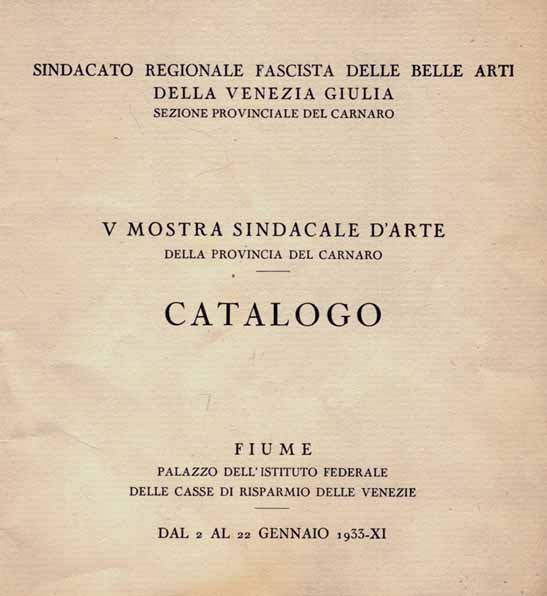 SINDACATO REGIONALE FASCISTA DELLE BELLE ARTI
DELLA VENEZIA GIULIA
SEZIONE PROVINCIALE DEL CARNARO
V MOSTRA SINDACALE D'ARTE
DELLA PROVINCIA DEL CARNARO
CATALOGO
FIUME
PALAZZO DELL'ISTITUTO FEDERALE
DELLE CASSE DI RISPARMIO DELLE VENEZIE
DAL 2 AL 22 GENNAIO 1933-XI